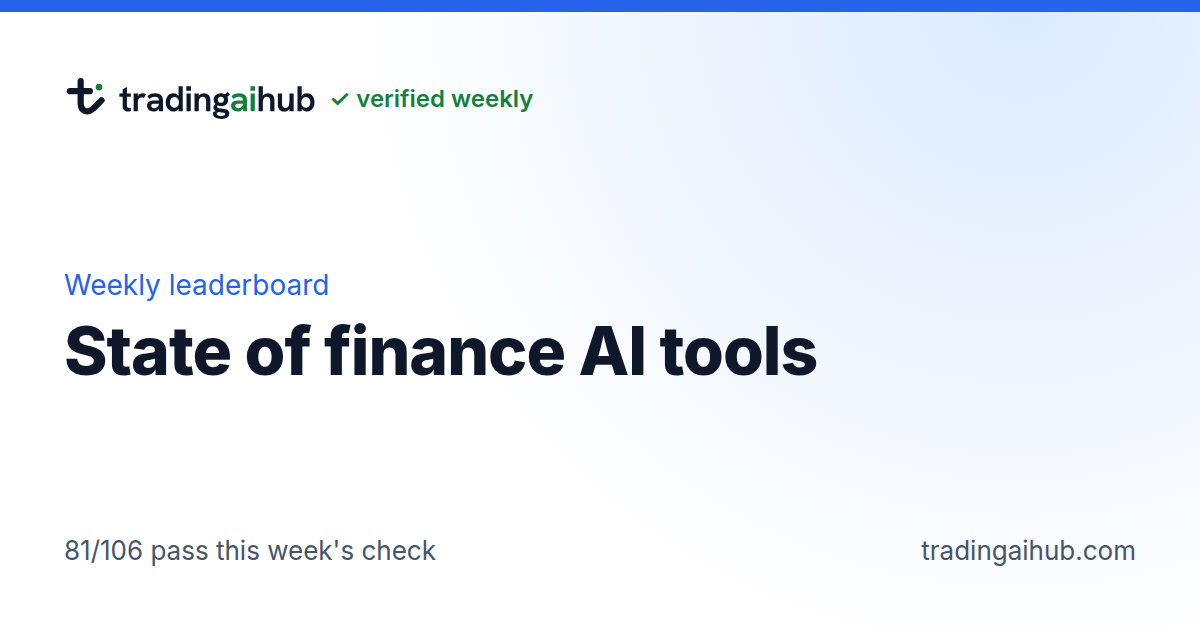 tradingaihub ✓ verified weekly
Weekly leaderboard
State of finance AI tools
81/106 pass this week's check
tradingaihub.com